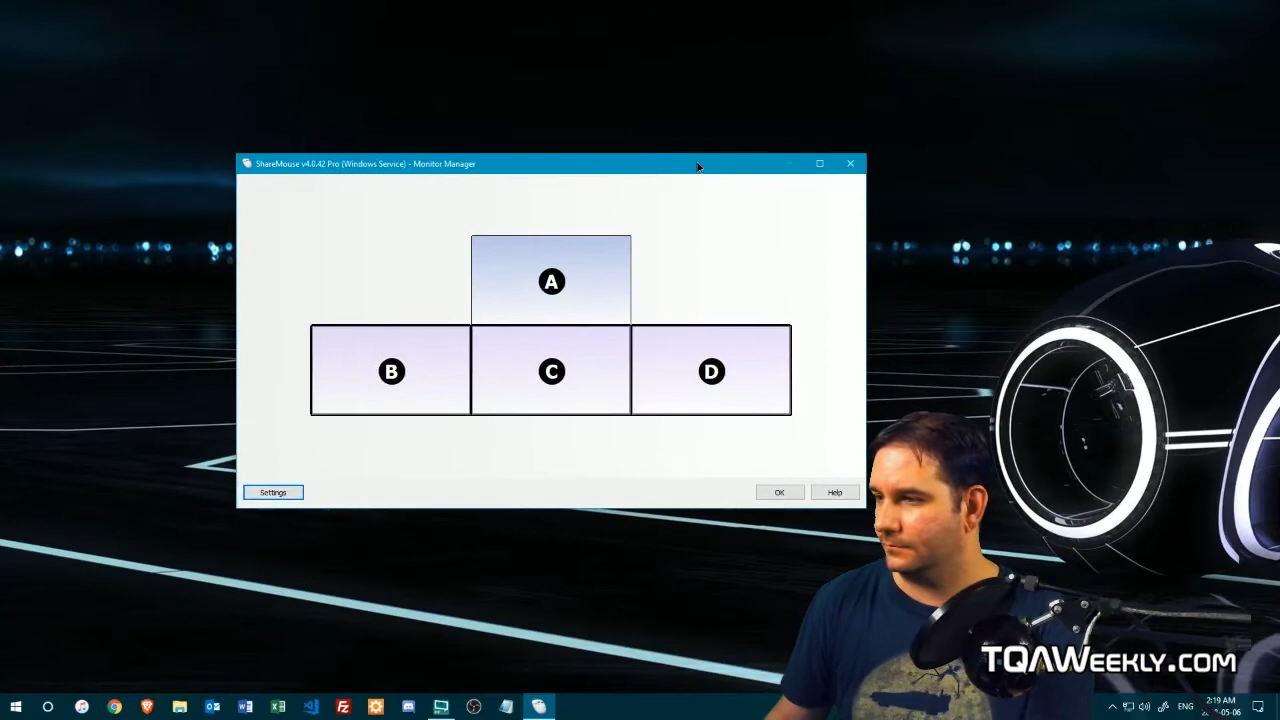 ShareMouse v4.0.42 Pro (Windows Service) - Monitor Manager
A
B
C
D
Settings
OK
Help
TQAWEEKLY.COM
ENG
2:19 AM